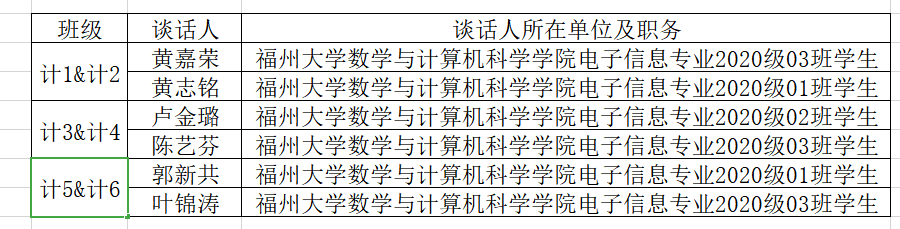 班级 谈话人 谈话人所在单位及职务
计1&计2 黄嘉荣 福州大学数学与计算机科学学院电子信息专业2020级03班学生
黄志铭 福州大学数学与计算机科学学院电子信息专业2020级01班学生
计3&计4 卢金璐 福州大学数学与计算机科学学院电子信息专业2020级02班学生
陈艺芬 福州大学数学与计算机科学学院电子信息专业2020级03班学生
计5&计6 郭新共 福州大学数学与计算机科学学院电子信息专业2020级01班学生
叶锦涛 福州大学数学与计算机科学学院电子信息专业2020级03班学生